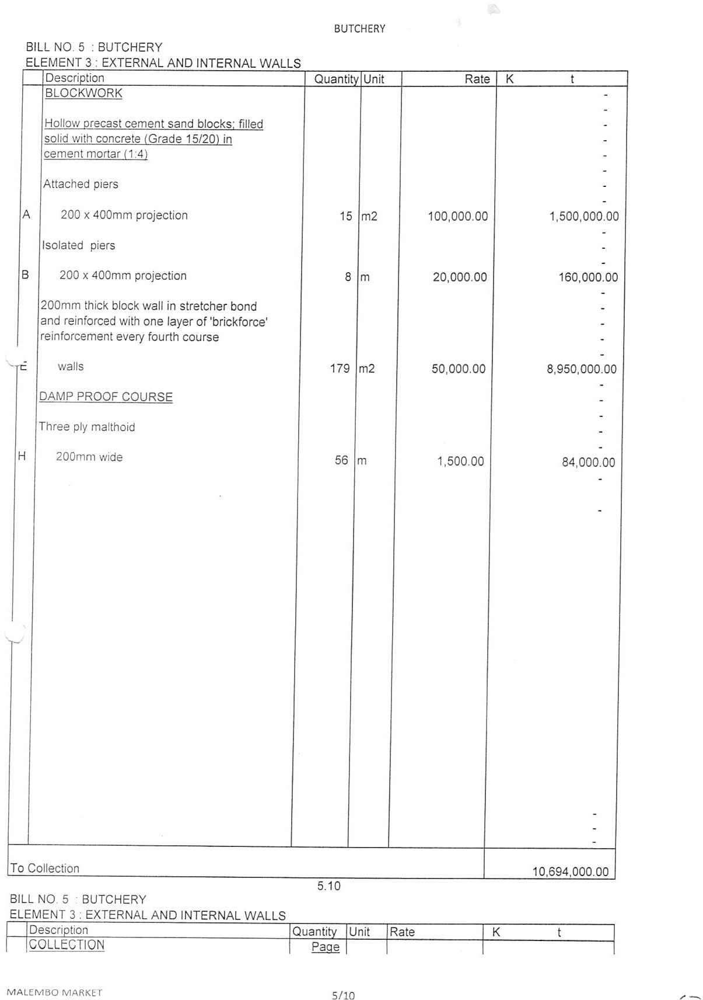 BUTCHERY
BILL NO. 5 : BUTCHERY
ELEMENT 3 : EXTERNAL AND INTERNAL WALLS
Description Quantity Unit Rate K t
BLOCKWORK -
-
Hollow precast cement sand blocks; filled -
solid with concrete (Grade 15/20) in -
cement mortar (1:4) -
-
Attached piers -
-
A 200 x 400mm projection 15 m2 100,000.00 1,500,000.00
-
Isolated piers -
-
B 200 x 400mm projection 8 m 20,000.00 160,000.00
-
200mm thick block wall in stretcher bond -
and reinforced with one layer of 'brickforce' -
reinforcement every fourth course -
-
E walls 179 m2 50,000.00 8,950,000.00
-
DAMP PROOF COURSE -
-
Three ply malthoid -
-
H 200mm wide 56 m 1,500.00 84,000.00
-
-
-
-
-
To Collection 10,694,000.00
5.10
BILL NO. 5 : BUTCHERY
ELEMENT 3 : EXTERNAL AND INTERNAL WALLS
Description Quantity Unit Rate K t
COLLECTION Page
MALEMBO MARKET 5/10